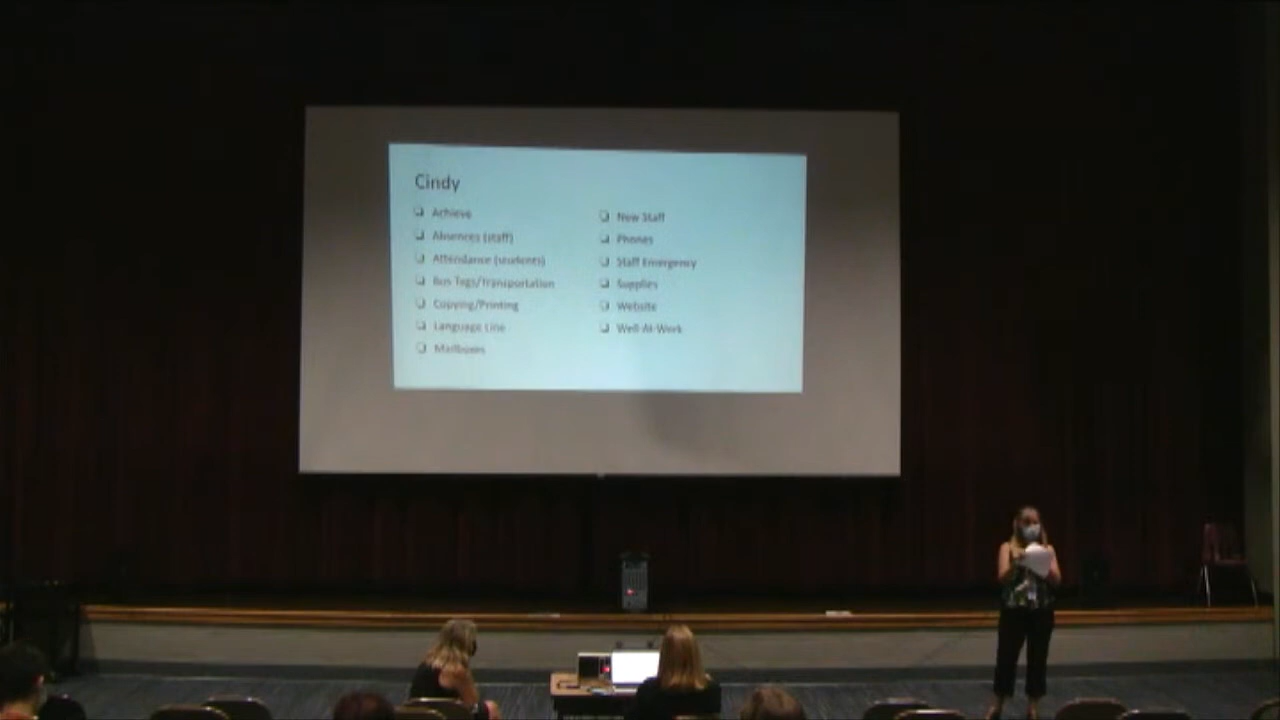 Cindy
Achieve
Absences (staff)
Attendance (students)
Bus Tags/Transportation
Copying/Printing
Language Line
Mailboxes
New Staff
Phones
Staff Emergency
Supplies
Website
Well-At-Work